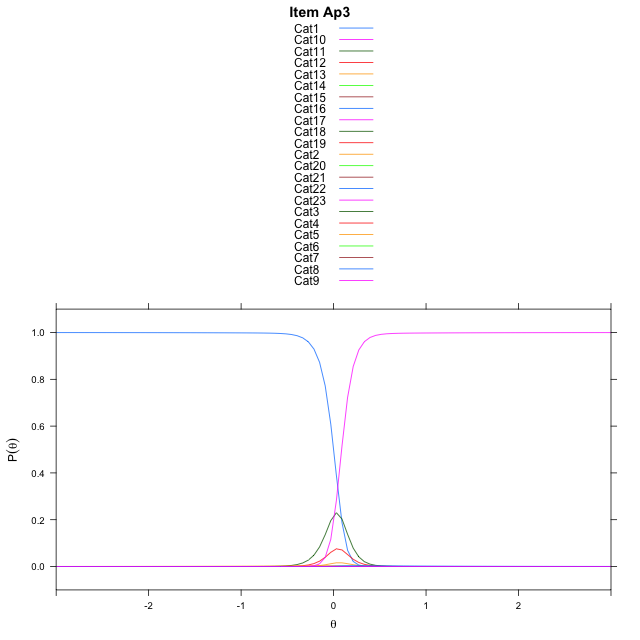 Item Ap3
Cat1
Cat10
Cat11
Cat12
Cat13
Cat14
Cat15
Cat16
Cat17
Cat18
Cat19
Cat2
Cat20
Cat21
Cat22
Cat23
Cat3
Cat4
Cat5
Cat6
Cat7
Cat8
Cat9
1.0
0.8
0.6
0.4
0.2
0.0
P(θ)
-2 -1 0 1 2
θ